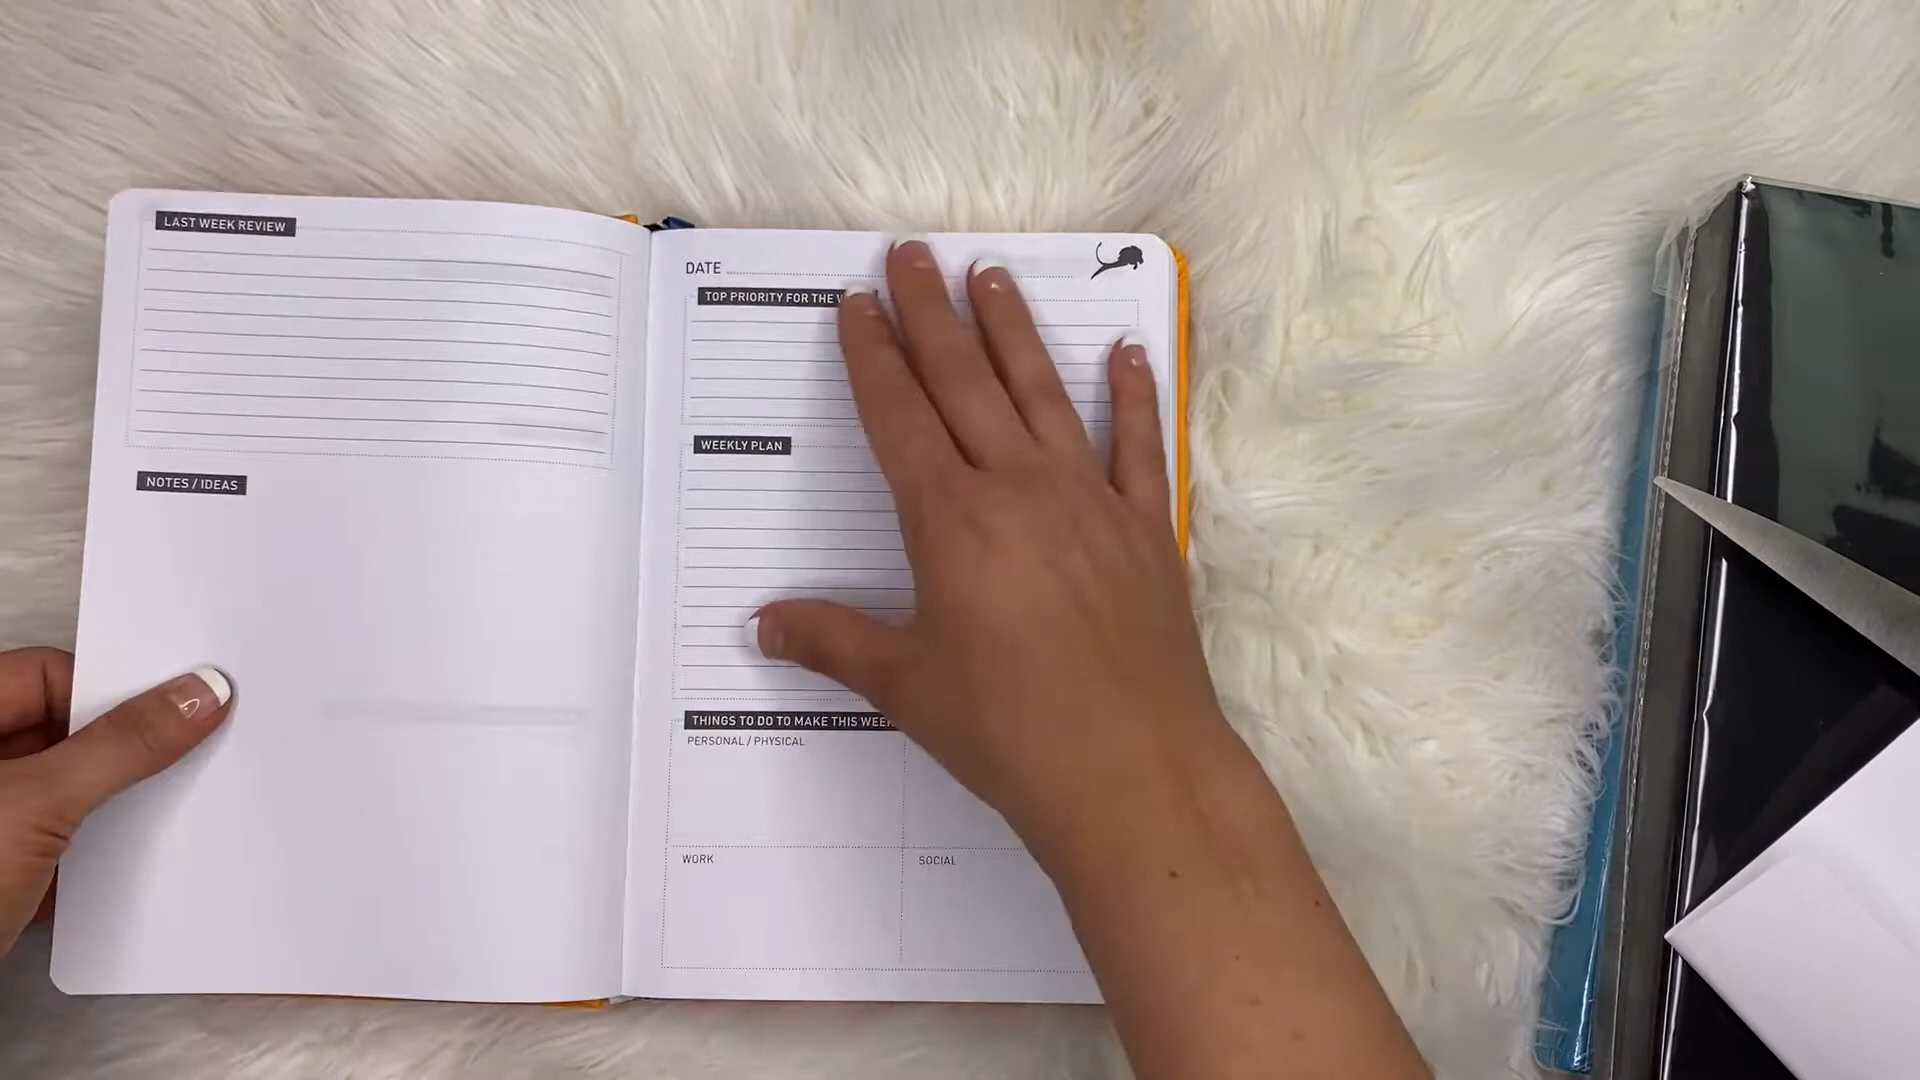 LAST WEEK REVIEW
NOTES / IDEAS
DATE
TOP PRIORITY FOR THE
WEEKLY PLAN
THINGS TO DO TO MAKE THIS WEEK
PERSONAL / PHYSICAL
WORK
SOCIAL